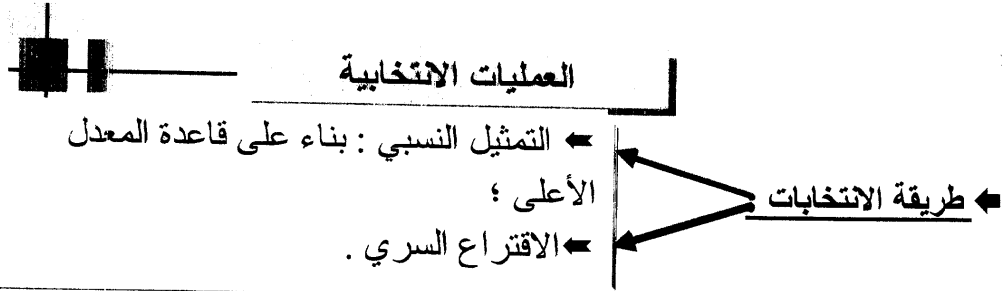 العمليات الانتخابية
طريقة الانتخابات :
التمثيل النسبي : بناء على قاعدة المعدل
الأعلى ؛
الاقتراع السري .